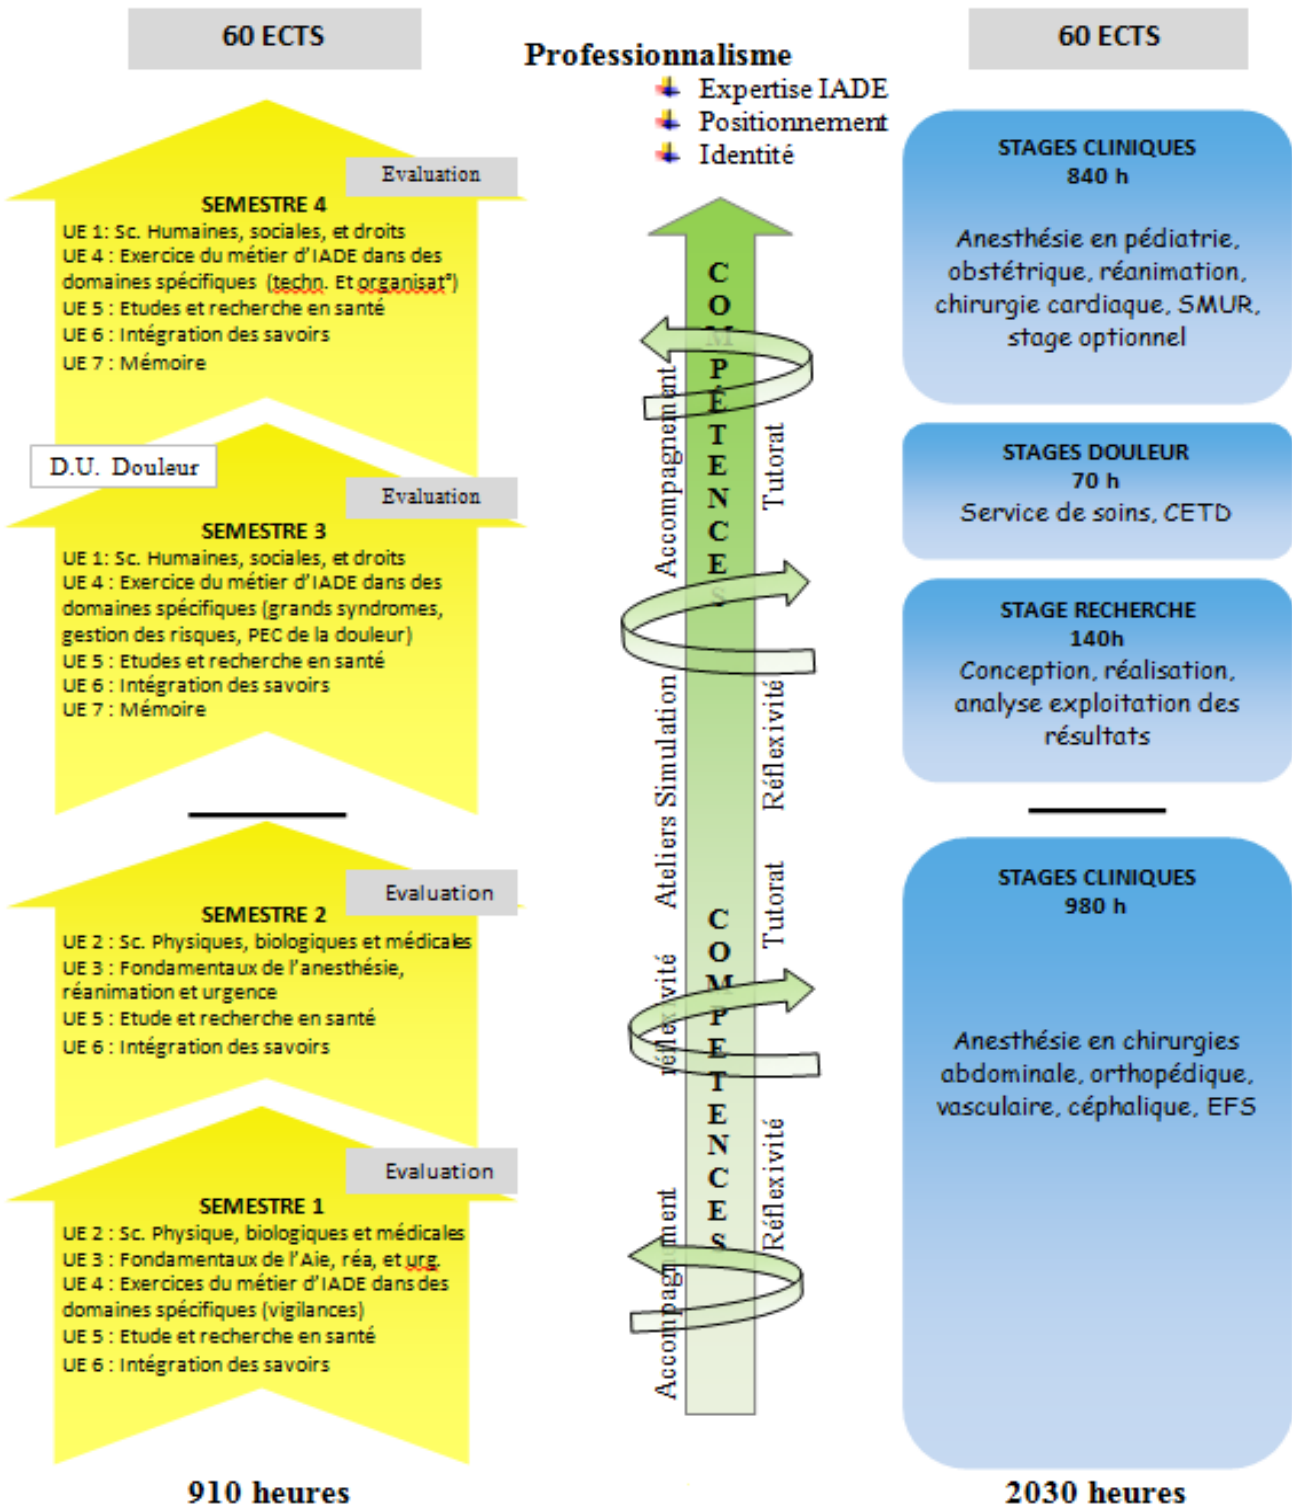 60 ECTS
Evaluation
SEMESTRE 4
UE 1: Sc. Humaines, sociales, et droits
UE 4 : Exercice du métier d'IADE dans des
domaines spécifiques (techn. Et organisat°)
UE 5 : Etudes et recherche en santé
UE 6 : Intégration des savoirs
UE 7 : Mémoire
D.U. Douleur
Evaluation
SEMESTRE 3
UE 1: Sc. Humaines, sociales, et droits
UE 4 : Exercice du métier d'IADE dans des
domaines spécifiques (grands syndromes,
gestion des risques, PEC de la douleur)
UE 5 : Etudes et recherche en santé
UE 6 : Intégration des savoirs
UE 7 : Mémoire
Evaluation
SEMESTRE 2
UE 2 : Sc. Physiques, biologiques et médicales
UE 3 : Fondamentaux de l'anesthésie,
réanimation et urgence
UE 5 : Etude et recherche en santé
UE 6 : Intégration des savoirs
Evaluation
SEMESTRE 1
UE 2 : Sc. Physique, biologiques et médicales
UE 3 : Fondamentaux de l'Aie, réa, et urg.
UE 4 : Exercices du métier d'IADE dans des
domaines spécifiques (vigilances)
UE 5 : Etude et recherche en santé
UE 6 : Intégration des savoirs
910 heures
Professionnalisme
Expertise IADE
Positionnement
Identité
COMPÉTENCES
Accompagnement
Tutorat
Ateliers Simulation
Réflexivité
COMPETENCES
réflexivité
Tutorat
Accompagnement
Réflexivité
60 ECTS
STAGES CLINIQUES
840 h
Anesthésie en pédiatrie,
obstétrique, réanimation,
chirurgie cardiaque, SMUR,
stage optionnel
STAGES DOULEUR
70 h
Service de soins, CETD
STAGE RECHERCHE
140h
Conception, réalisation,
analyse exploitation des
résultats
STAGES CLINIQUES
980 h
Anesthésie en chirurgies
abdominale, orthopédique,
vasculaire, céphalique, EFS
2030 heures